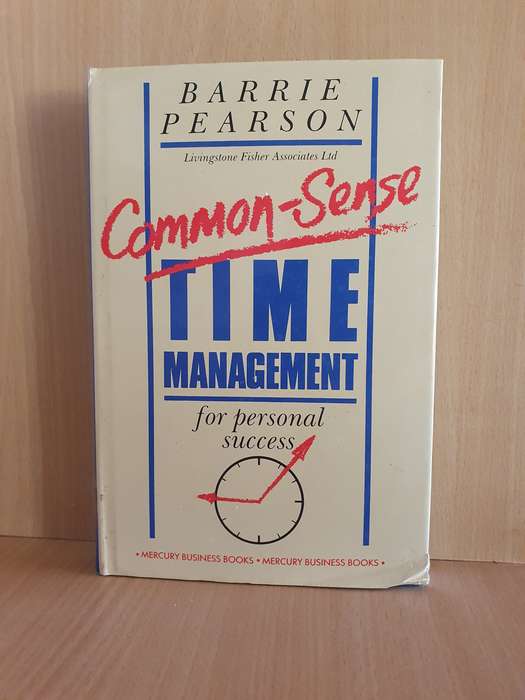 BARRIE
PEARSON
Livingstone Fisher Associates Ltd
Common-Sense
TIME
MANAGEMENT
for personal
success
• MERCURY BUSINESS BOOKS • MERCURY BUSINESS BOOKS •